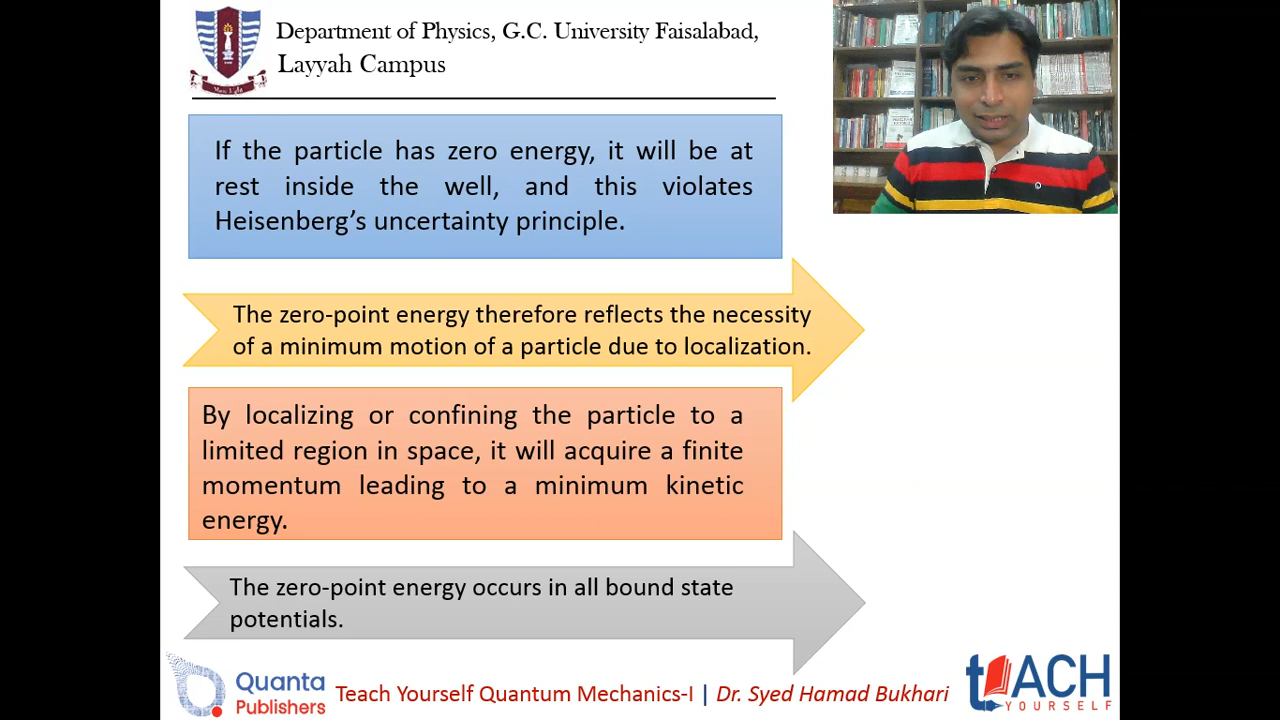 Department of Physics, G.C. University Faisalabad,
Layyah Campus
If the particle has zero energy, it will be at
rest inside the well, and this violates
Heisenberg's uncertainty principle.
The zero-point energy therefore reflects the necessity
of a minimum motion of a particle due to localization.
By localizing or confining the particle to a
limited region in space, it will acquire a finite
momentum leading to a minimum kinetic
energy.
The zero-point energy occurs in all bound state
potentials.
Quanta
Publishers
Teach Yourself Quantum Mechanics-I | Dr. Syed Hamad Bukhari
tEACH
YOURSELF